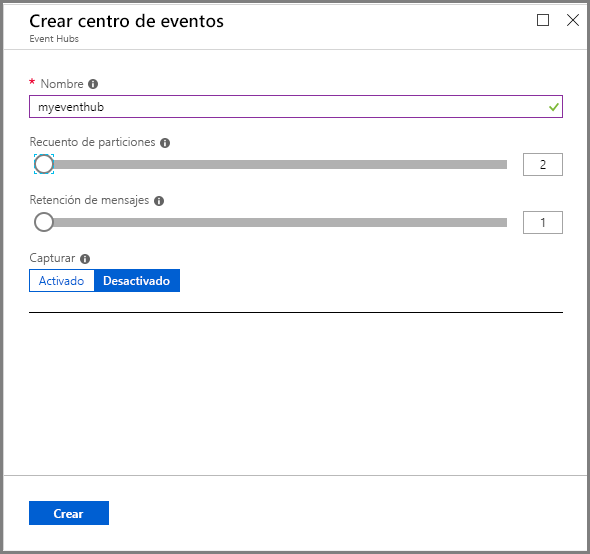 Crear centro de eventos
Event Hubs
* Nombre
myeventhub
Recuento de particiones
2
Retención de mensajes
1
Capturar
Activado Desactivado
Crear